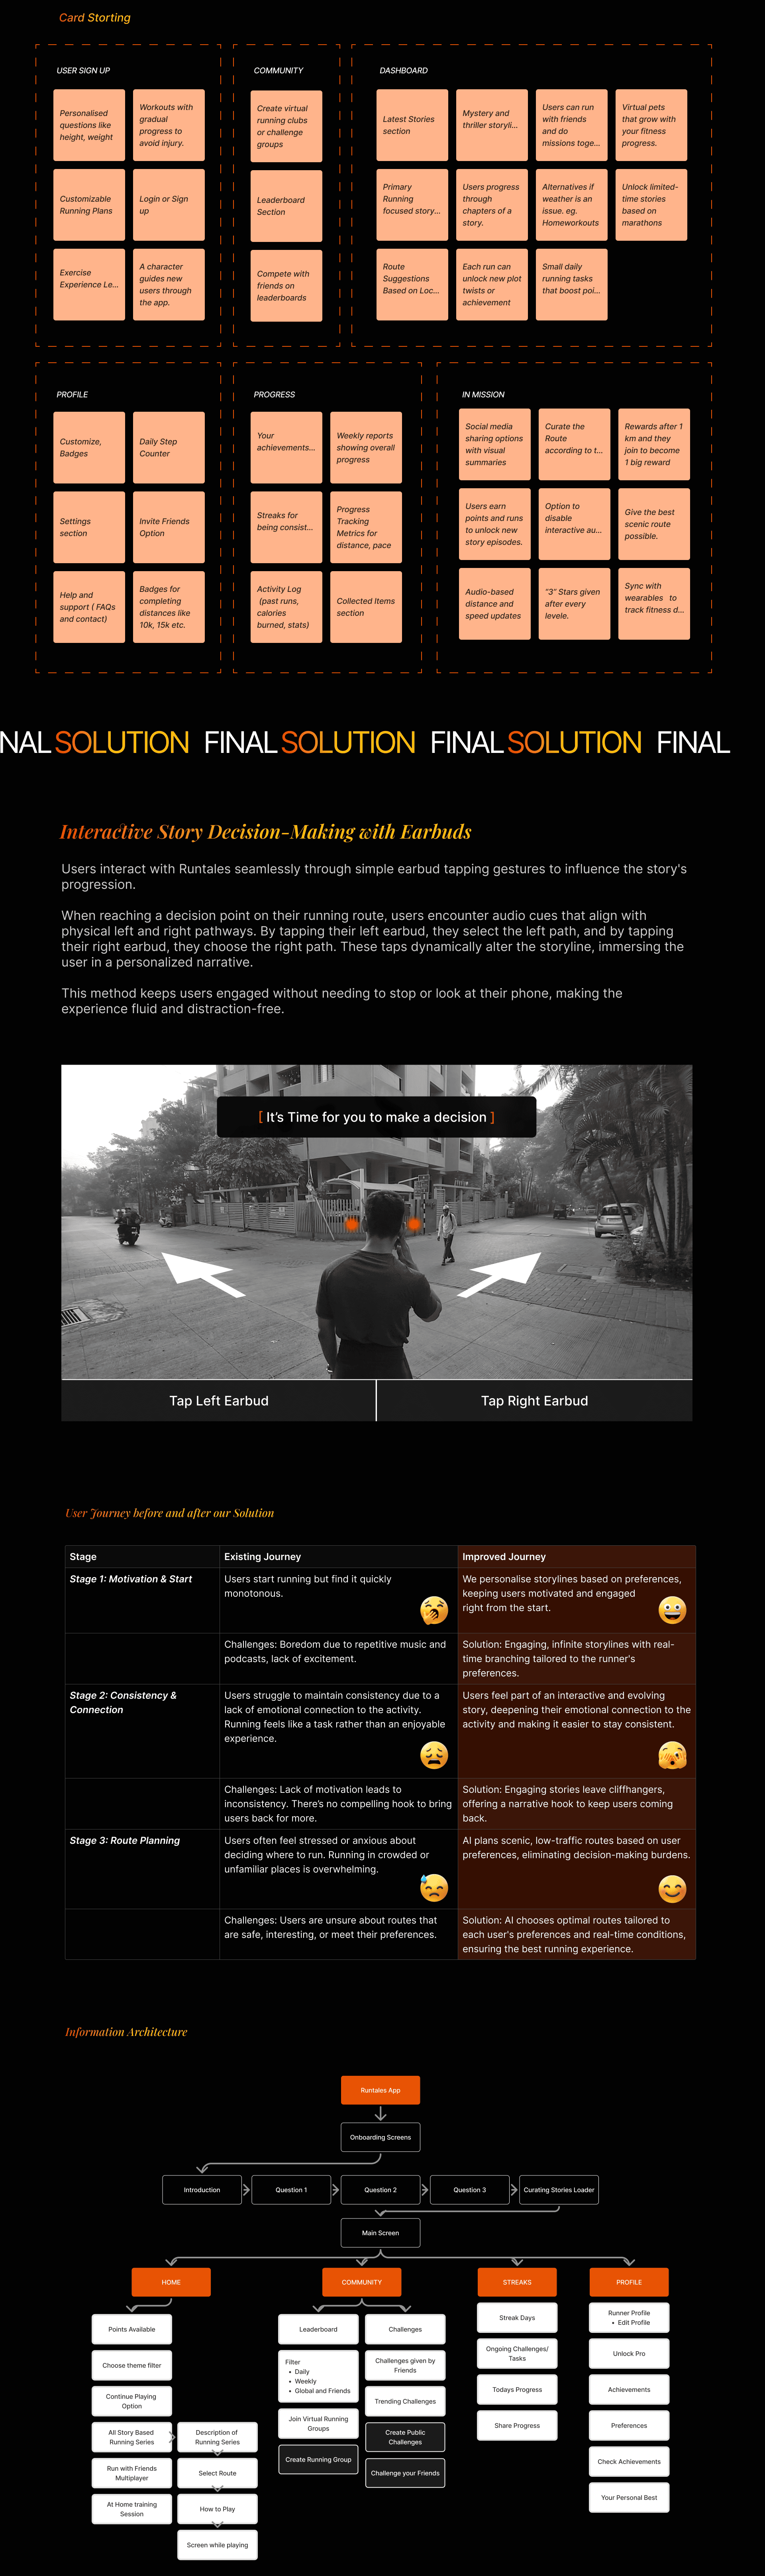 Card Storting
USER SIGN UP
Personalised
questions like
height, weight
Workouts with
gradual
progress to
avoid injury.
Customizable
Running Plans
Login or Sign
up
Exercise
Experience Le...
A character
guides new
users through
the app.
COMMUNITY
Create virtual
running clubs
or challenge
groups
Leaderboard
Section
Compete with
friends on
leaderboards
DASHBOARD
Latest Stories
section
Mystery and
thriller storyli...
Users can run
with friends
and do
missions toge...
Virtual pets
that grow with
your fitness
progress.
Primary
Running
focused story...
Users progress
through
chapters of a
story.
Alternatives if
weather is an
issue. eg.
Homeworkouts
Unlock limited-
time stories
based on
marathons
Route
Suggestions
Based on Loc...
Each run can
unlock new plot
twists or
achievement
Small daily
running tasks
that boost poi...
PROFILE
Customize,
Badges
Daily Step
Counter
Settings
section
Invite Friends
Option
Help and
support ( FAQs
and contact)
Badges for
completing
distances like
10k, 15k etc.
PROGRESS
Your
achievements...
Weekly reports
showing overall
progress
Streaks for
being consist...
Progress
Tracking
Metrics for
distance, pace
Activity Log
(past runs,
calories
burned, stats)
Collected Items
section
IN MISSION
Social media
sharing options
with visual
summaries
Curate the
Route
according to t...
Rewards after 1
km and they
join to become
1 big reward
Users earn
points and runs
to unlock new
story episodes.
Option to
disable
interactive au...
Give the best
scenic route
possible.
Audio-based
distance and
speed updates
"3" Stars given
after every
levele.
Sync with
wearables to
track fitness d...
NAL SOLUTION FINAL SOLUTION FINAL SOLUTION FINAL
Interactive Story Decision-Making with Earbuds
Users interact with Runtales seamlessly through simple earbud tapping gestures to influence the story's
progression.
When reaching a decision point on their running route, users encounter audio cues that align with
physical left and right pathways. By tapping their left earbud, they select the left path, and by tapping
their right earbud, they choose the right path. These taps dynamically alter the storyline, immersing the
user in a personalized narrative.
This method keeps users engaged without needing to stop or look at their phone, making the
experience fluid and distraction-free.
[ It's Time for you to make a decision ]
Tap Left Earbud
Tap Right Earbud
User Journey before and after our Solution
Stage
Existing Journey
Improved Journey
Stage 1: Motivation & Start
Users start running but find it quickly
monotonous.
We personalise storylines based on preferences,
keeping users motivated and engaged
right from the start.
Challenges: Boredom due to repetitive music and
podcasts, lack of excitement.
Solution: Engaging, infinite storylines with real-
time branching tailored to the runner's
preferences.
Stage 2: Consistency &
Connection
Users struggle to maintain consistency due to a
lack of emotional connection to the activity.
Running feels like a task rather than an enjoyable
experience.
Users feel part of an interactive and evolving
story, deepening their emotional connection to the
activity and making it easier to stay consistent.
Challenges: Lack of motivation leads to
inconsistency. There's no compelling hook to bring
users back for more.
Solution: Engaging stories leave cliffhangers,
offering a narrative hook to keep users coming
back.
Stage 3: Route Planning
Users often feel stressed or anxious about
deciding where to run. Running in crowded or
unfamiliar places is overwhelming.
AI plans scenic, low-traffic routes based on user
preferences, eliminating decision-making burdens.
Challenges: Users are unsure about routes that
are safe, interesting, or meet their preferences.
Solution: AI chooses optimal routes tailored to
each user's preferences and real-time conditions,
ensuring the best running experience.
Information Architecture
Runtales App
Onboarding Screens
Introduction
Question 1
Question 2
Question 3
Curating Stories Loader
Main Screen
HOME
Points Available
Choose theme filter
Continue Playing
Option
All Story Based
Running Series
Run with Friends
Multiplayer
At Home training
Session
Description of
Running Series
Select Route
How to Play
Screen while playing
COMMUNITY
Leaderboard
Filter
• Daily
• Weekly
• Global and Friends
Join Virtual Running
Groups
Create Running Group
Challenges
Challenges given by
Friends
Trending Challenges
Create Public
Challenges
Challenge your Friends
STREAKS
Streak Days
Ongoing Challenges/
Tasks
Todays Progress
Share Progress
PROFILE
Runner Profile
• Edit Profile
Unlock Pro
Achievements
Preferences
Check Achievements
Your Personal Best